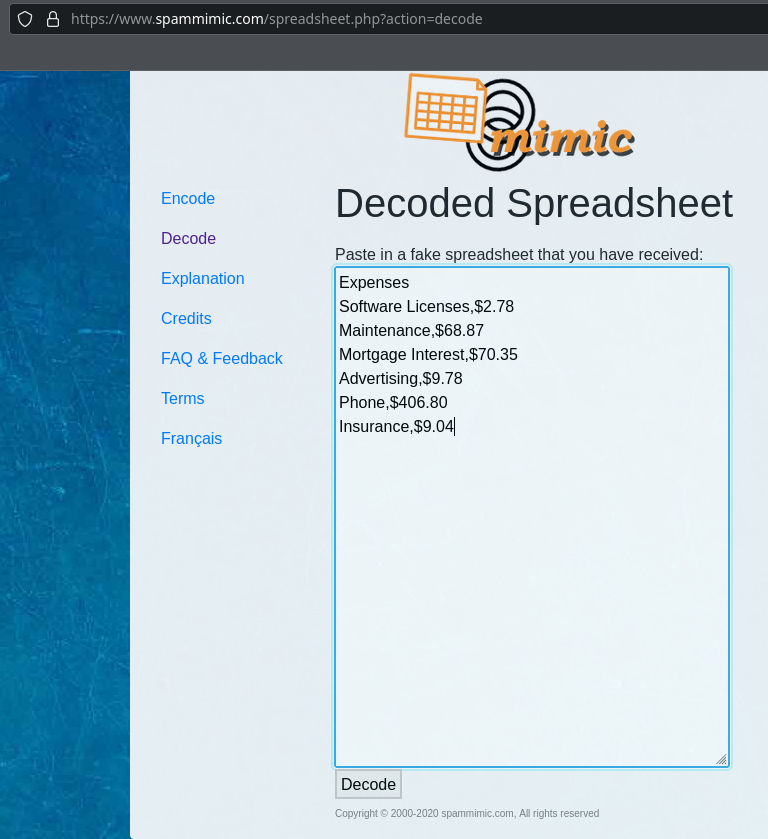 https://www.spammimic.com/spreadsheet.php?action=decode
mimic
Encode
Decode
Explanation
Credits
FAQ & Feedback
Terms
Français
Decoded Spreadsheet
Paste in a fake spreadsheet that you have received:
Expenses
Software Licenses,$2.78
Maintenance,$68.87
Mortgage Interest,$70.35
Advertising,$9.78
Phone,$406.80
Insurance,$9.04
Decode
Copyright © 2000-2020 spammimic.com, All rights reserved